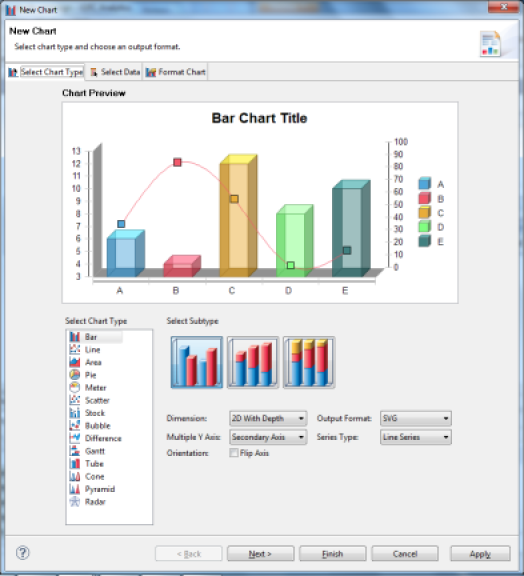 New Chart
New Chart
Select chart type and choose an output format.
Select Chart Type Select Data Format Chart
Chart Preview
Bar Chart Title
13
12
11
10
9
8
7
6
5
4
3
A B C D E
100
90
80
70
60
50
40
30
20
10
0
A
B
C
D
E
Select Chart Type
Bar
Line
Area
Pie
Meter
Scatter
Stock
Bubble
Difference
Gantt
Tube
Cone
Pyramid
Radar
Select Subtype
Dimension: 2D With Depth Output Format: SVG
Multiple Y Axis: Secondary Axis Series Type: Line Series
Orientation: Flip Axis
?
< Back Next > Finish Cancel Apply